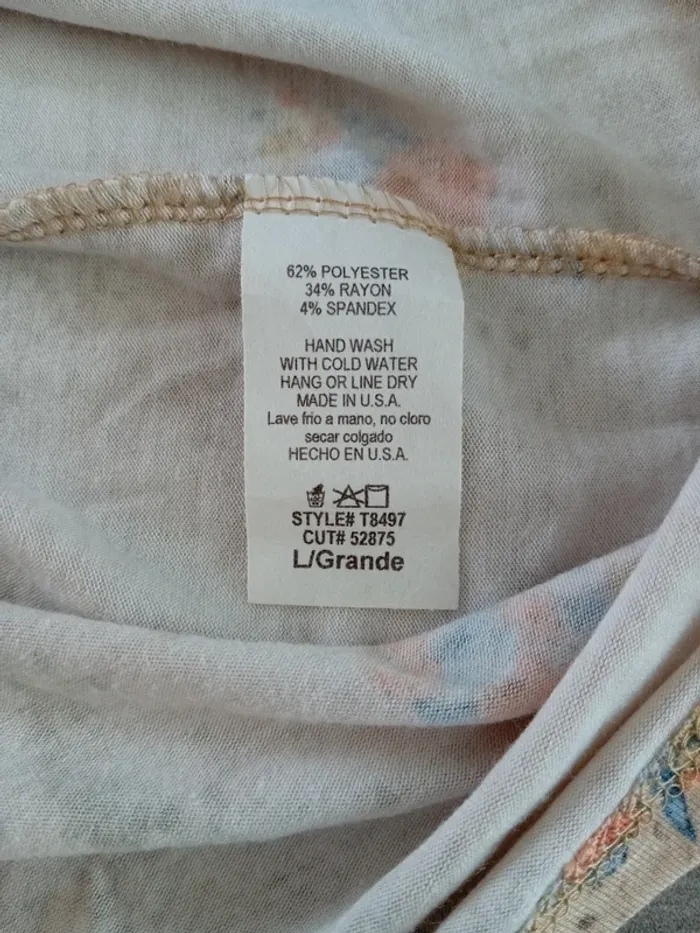 62% POLYESTER
34% RAYON
4% SPANDEX
HAND WASH
WITH COLD WATER
HANG OR LINE DRY
MADE IN U.S.A.
Lave frio a mano, no cloro
secar colgado
HECHO EN U.S.A.
STYLE# T8497
CUT# 52875
L/Grande